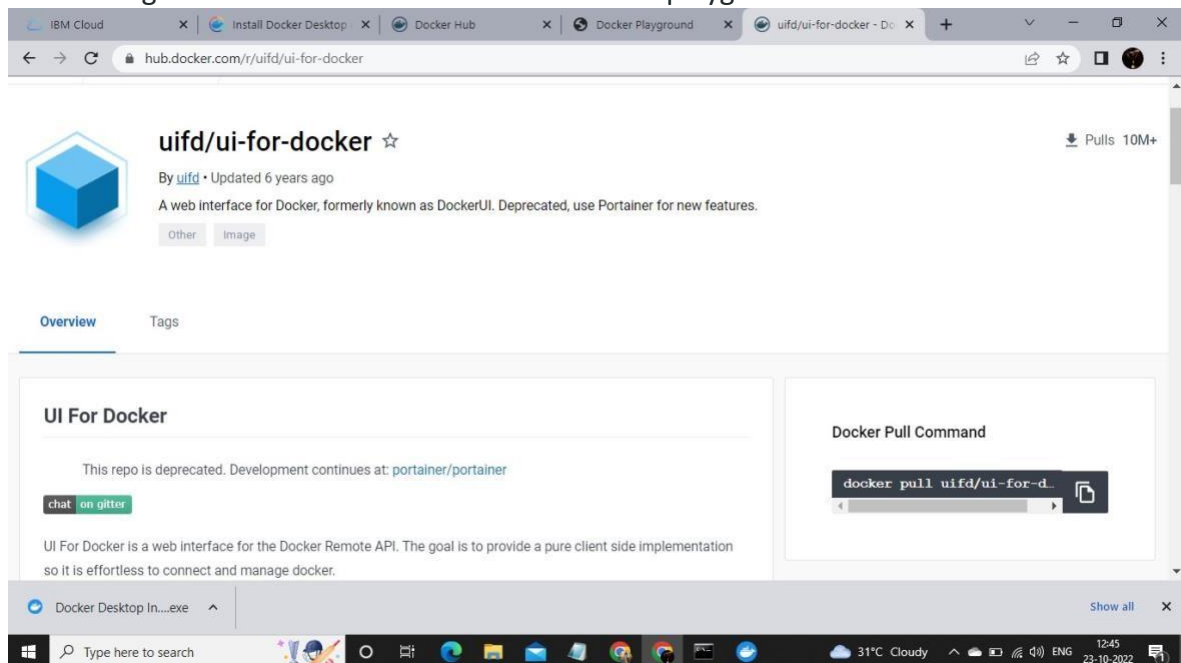 IBM Cloud Install Docker Desktop Docker Hub Docker Playground uifd/ui-for-docker - Do
hub.docker.com/r/uifd/ui-for-docker
uifd/ui-for-docker
Pulls 10M+
By uifd • Updated 6 years ago
A web interface for Docker, formerly known as DockerUI. Deprecated, use Portainer for new features.
Other Image
Overview Tags
UI For Docker
This repo is deprecated. Development continues at: portainer/portainer
chat on gitter
UI For Docker is a web interface for the Docker Remote API. The goal is to provide a pure client side implementation
so it is effortless to connect and manage docker.
Docker Pull Command
docker pull uifd/ui-for-d..
Docker Desktop In....exe
Show all
Type here to search
31°C Cloudy
ENG
12:45
23-10-2022